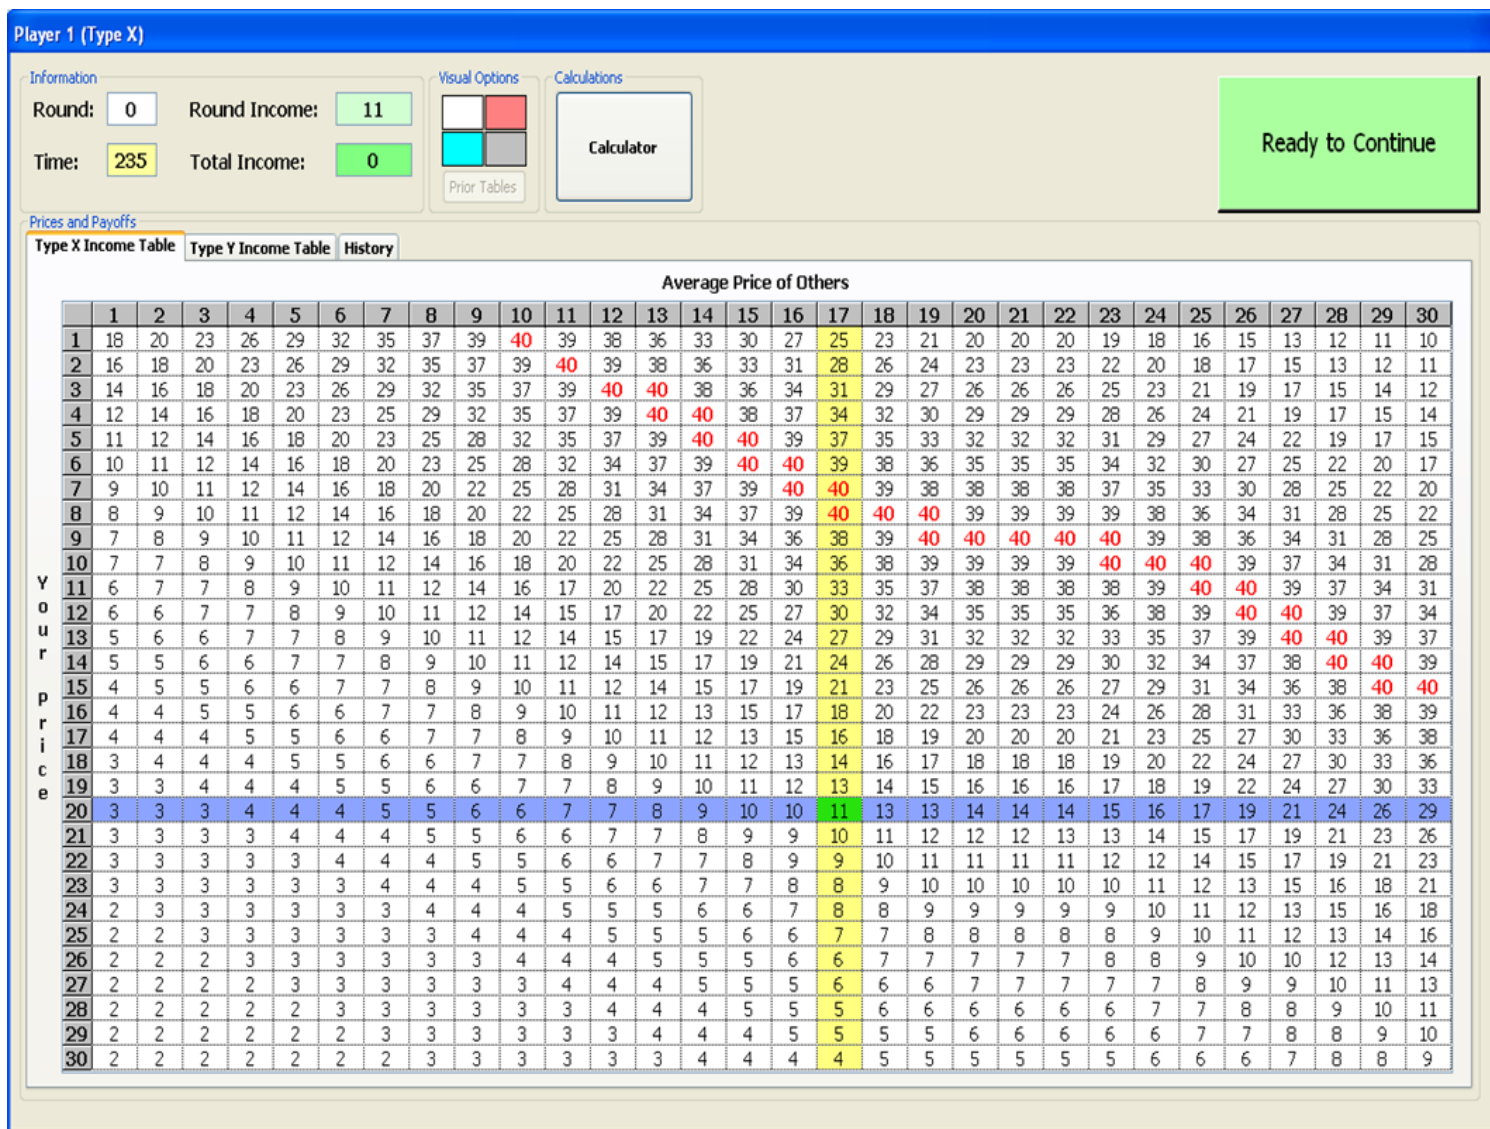 Player 1 (Type X)
Information
Visual Options
Calculations
Round: 0 Round Income: 11
Time: 235 Total Income: 0
Prior Tables
Calculator
Ready to Continue
Prices and Payoffs
Type X Income Table Type Y Income Table History
Average Price of Others
Your price
1 2 3 4 5 6 7 8 9 10 11 12 13 14 15 16 17 18 19 20 21 22 23 24 25 26 27 28 29 30
1 18 20 23 26 29 32 35 37 39 40 39 38 36 33 30 27 25 23 21 20 20 20 19 18 16 15 13 12 11 10
2 16 18 20 23 26 29 32 35 37 39 40 39 38 36 33 31 28 26 24 23 23 23 22 20 18 17 15 13 12 11
3 14 16 18 20 23 26 29 32 35 37 39 40 40 38 36 34 31 29 27 26 26 26 25 23 21 19 17 15 14 12
4 12 14 16 18 20 23 25 29 32 35 37 39 40 40 38 37 34 32 30 29 29 29 28 26 24 21 19 17 15 14
5 11 12 14 16 18 20 23 25 28 32 35 37 39 40 40 39 37 35 33 32 32 32 31 29 27 24 22 19 17 15
6 10 11 12 14 16 18 20 23 25 28 32 34 37 39 40 40 39 38 36 35 35 35 34 32 30 27 25 22 20 17
7 9 10 11 12 14 16 18 20 22 25 28 31 34 37 39 40 40 39 38 38 38 38 37 35 33 30 28 25 22 20
8 8 9 10 11 12 14 16 18 20 22 25 28 31 34 37 39 40 40 40 39 39 39 39 38 36 34 31 28 25 22
9 7 8 9 10 11 12 14 16 18 20 22 25 28 31 34 36 38 39 40 40 40 40 40 39 38 36 34 31 28 25
10 7 7 8 9 10 11 12 14 16 18 20 22 25 28 31 34 36 38 39 39 39 39 40 40 40 39 37 34 31 28
11 6 7 7 8 9 10 11 12 14 16 17 20 22 25 28 30 33 35 37 38 38 38 38 39 40 40 39 37 34 31
12 6 6 7 7 8 9 10 11 12 14 15 17 20 22 25 27 30 32 34 35 35 35 36 38 39 40 40 39 37 34
13 5 6 6 7 7 8 9 10 11 12 14 15 17 19 22 24 27 29 31 32 32 32 33 35 37 39 40 40 39 37
14 5 5 6 6 7 7 8 9 10 11 12 14 15 17 19 21 24 26 28 29 29 29 30 32 34 37 38 40 40 39
15 4 5 5 6 6 7 7 8 9 10 11 12 14 15 17 19 21 23 25 26 26 26 27 29 31 34 36 38 40 40
16 4 4 5 5 6 6 7 7 8 9 10 11 12 13 15 17 18 20 22 23 23 23 24 26 28 31 33 36 38 39
17 4 4 4 5 5 6 6 7 7 8 9 10 11 12 13 15 16 18 19 20 20 20 21 23 25 27 30 33 36 38
18 3 4 4 4 5 5 6 6 7 7 8 9 10 11 12 13 14 16 17 18 18 18 19 20 22 24 27 30 33 36
19 3 3 4 4 4 5 5 6 6 7 7 8 9 10 11 12 13 14 15 16 16 16 17 18 19 22 24 27 30 33
20 3 3 3 4 4 4 5 5 6 6 7 7 8 9 10 10 11 13 13 14 14 14 15 16 17 19 21 24 26 29
21 3 3 3 3 4 4 4 5 5 6 6 7 7 8 9 9 10 11 12 12 12 13 13 14 15 17 19 21 23 26
22 3 3 3 3 3 4 4 4 5 5 6 6 7 7 8 9 9 10 11 11 11 11 12 12 14 15 17 19 21 23
23 3 3 3 3 3 3 4 4 4 5 5 6 6 7 7 8 8 9 10 10 10 10 10 11 12 13 15 16 18 21
24 2 3 3 3 3 3 3 4 4 4 5 5 5 6 6 7 8 8 9 9 9 9 9 10 11 12 13 15 16 18
25 2 2 3 3 3 3 3 3 4 4 4 5 5 5 6 6 7 7 8 8 8 8 8 9 10 11 12 13 14 16
26 2 2 2 3 3 3 3 3 3 4 4 4 5 5 5 6 6 7 7 7 7 7 8 8 9 10 10 12 13 14
27 2 2 2 2 3 3 3 3 3 3 4 4 4 5 5 5 6 6 6 7 7 7 7 7 8 9 9 10 11 13
28 2 2 2 2 2 3 3 3 3 3 3 4 4 4 5 5 5 6 6 6 6 6 6 7 7 8 8 9 10 11
29 2 2 2 2 2 2 3 3 3 3 3 3 4 4 4 5 5 5 5 6 6 6 6 6 7 7 8 8 9 10
30 2 2 2 2 2 2 2 3 3 3 3 3 3 4 4 4 4 5 5 5 5 5 5 6 6 6 7 8 8 9